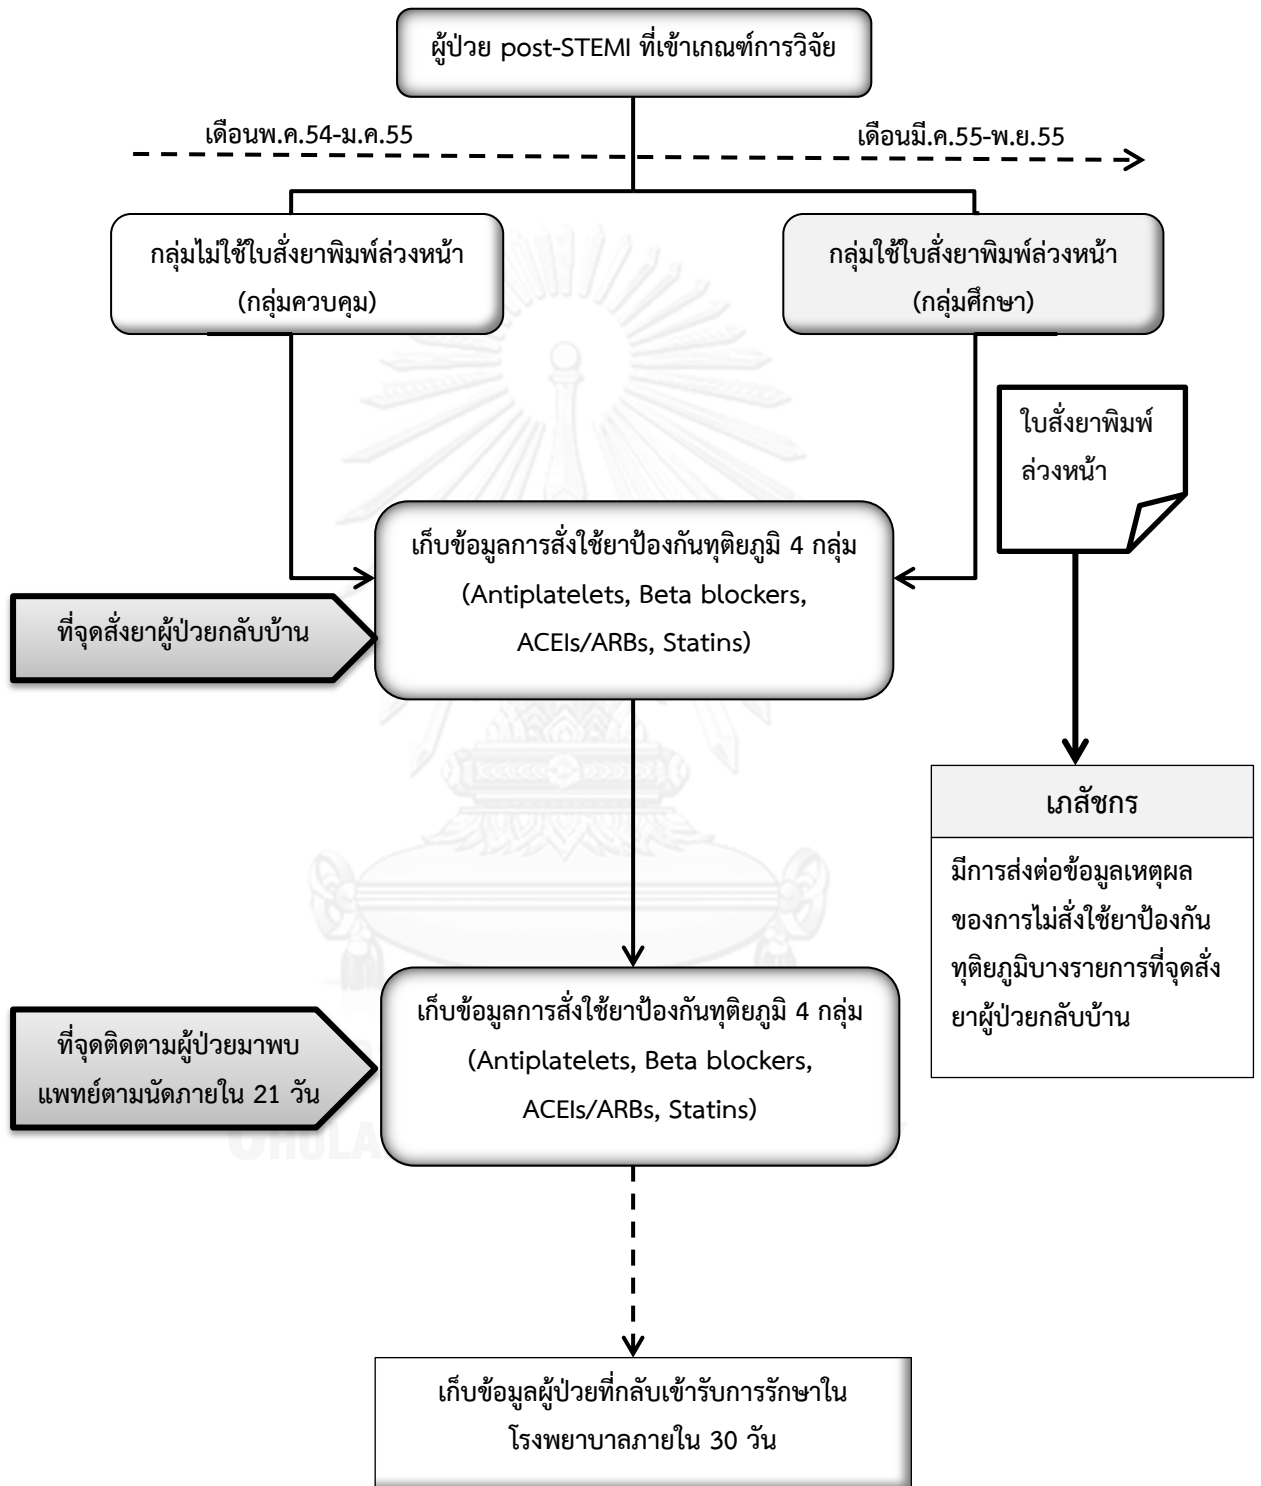 ผู้ป่วย post-STEMI ที่เข้าเกณฑ์การวิจัย
เดือนพ.ค.54-ม.ค.55
เดือนมี.ค.55-พ.ย.55
กลุ่มไม่ใช้ใบสั่งยาพิมพ์ล่วงหน้า
(กลุ่มควบคุม)
กลุ่มใช้ใบสั่งยาพิมพ์ล่วงหน้า
(กลุ่มศึกษา)
ใบสั่งยาพิมพ์
ล่วงหน้า
เก็บข้อมูลการสั่งใช้ยาป้องกันทุติยภูมิ 4 กลุ่ม
(Antiplatelets, Beta blockers,
ACEIs/ARBs, Statins)
ที่จุดสั่งยาผู้ป่วยกลับบ้าน
เภสัชกร
มีการส่งต่อข้อมูลเหตุผล
ของการไม่สั่งใช้ยาป้องกัน
ทุติยภูมิบางรายการที่จุดสั่ง
ยาผู้ป่วยกลับบ้าน
เก็บข้อมูลการสั่งใช้ยาป้องกันทุติยภูมิ 4 กลุ่ม
(Antiplatelets, Beta blockers,
ACEIs/ARBs, Statins)
ที่จุดติดตามผู้ป่วยมาพบ
แพทย์ตามนัดภายใน 21 วัน
เก็บข้อมูลผู้ป่วยที่กลับเข้ารับการรักษาใน
โรงพยาบาลภายใน 30 วัน